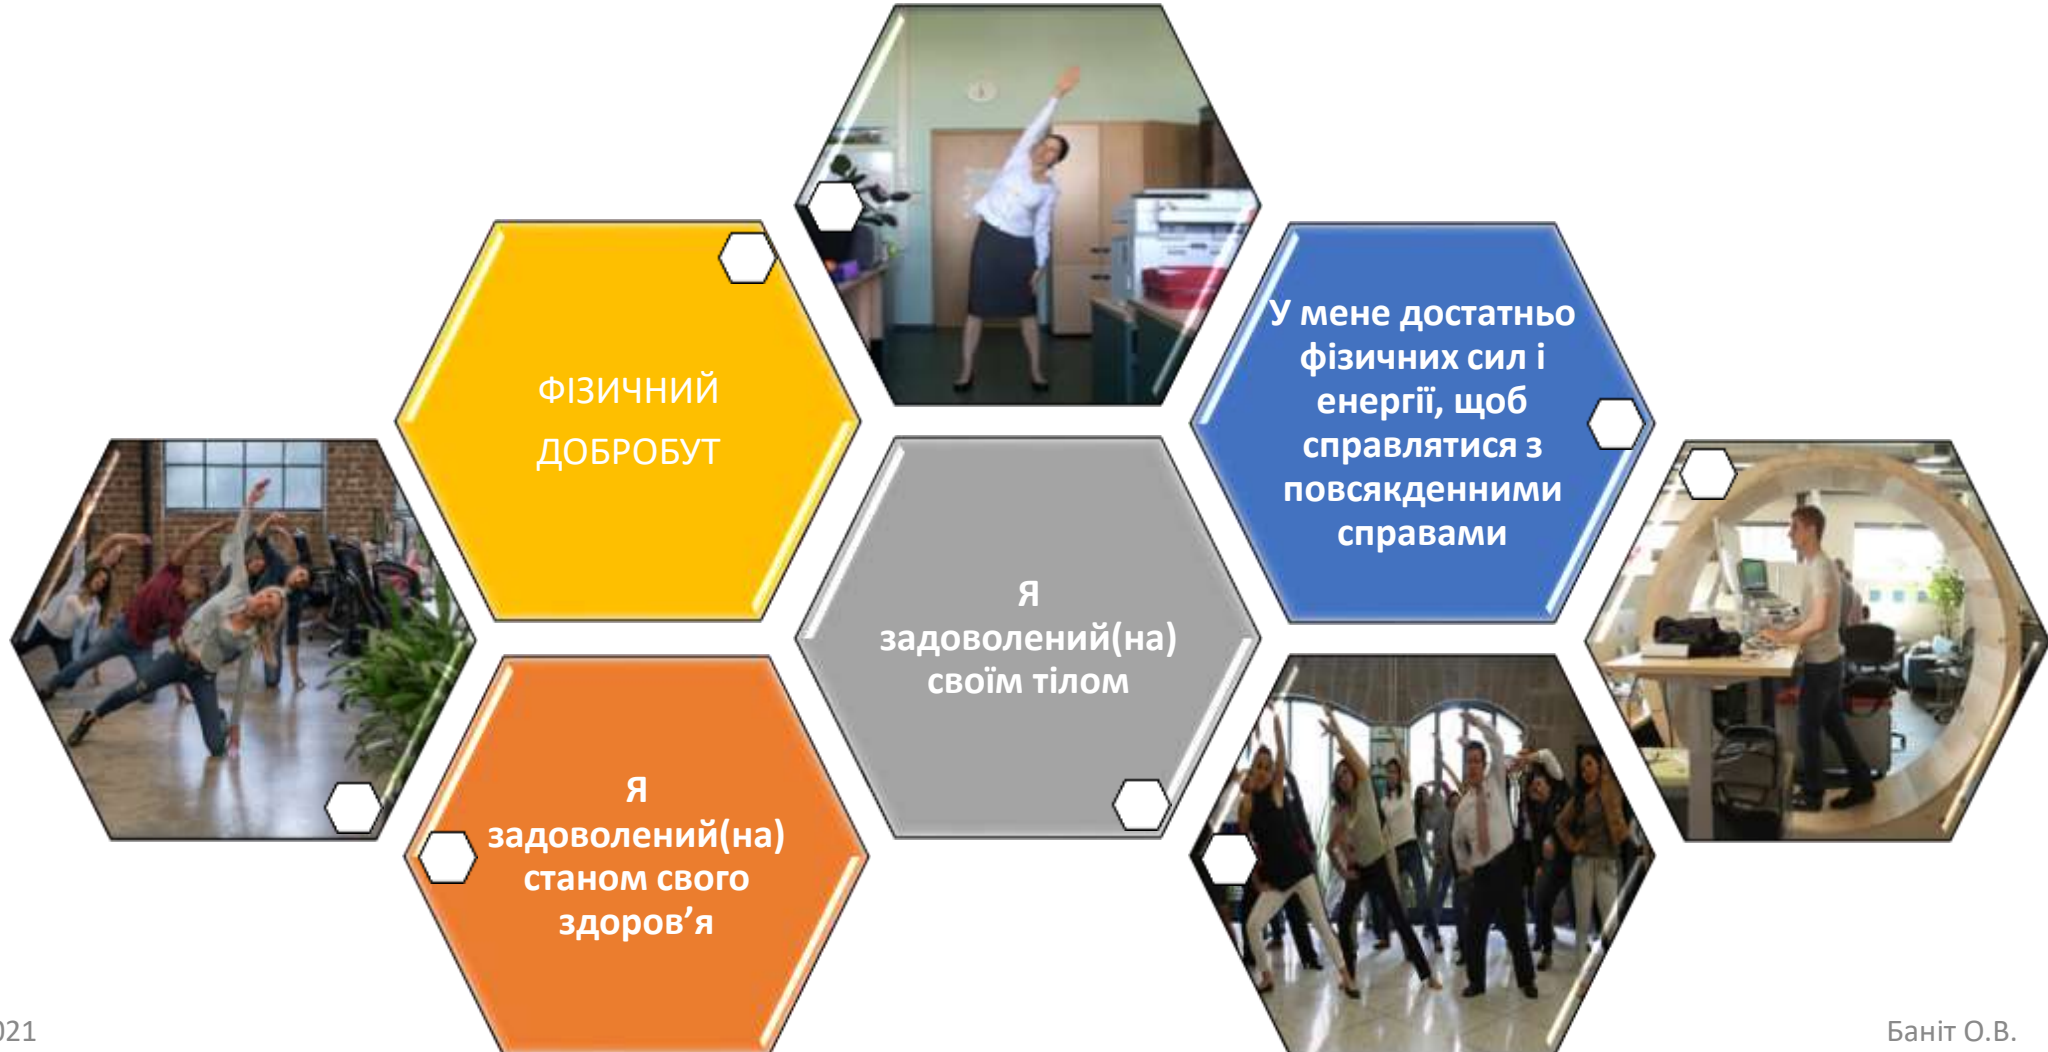 ФІЗИЧНИЙ
ДОБРОБУТ
У мене достатньо
фізичних сил і
енергії, щоб
справлятися з
повсякденними
справами
Я
задоволений(на)
своїм тілом
Я
задоволений(на)
станом свого
здоров’я
021
Баніт О.В.